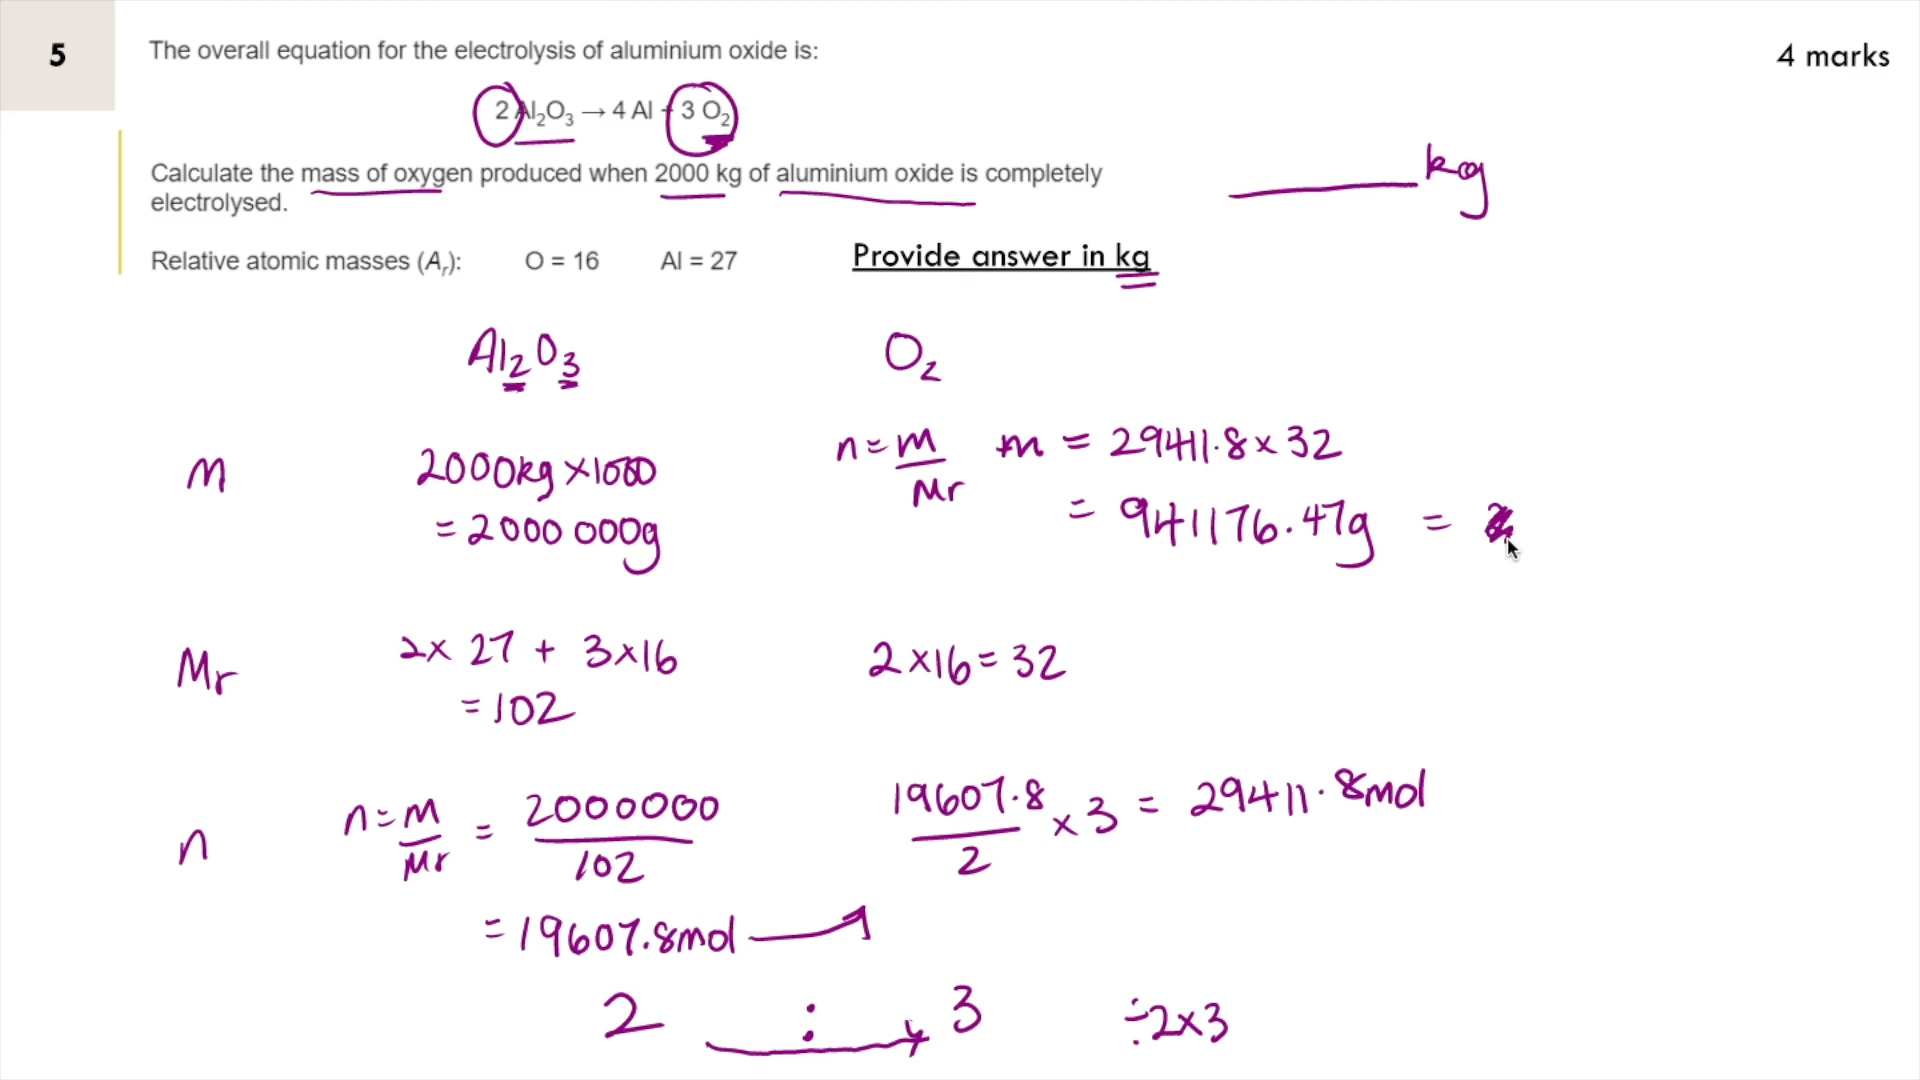 5
The overall equation for the electrolysis of aluminium oxide is:
4 marks
2 Al₂O₃ → 4 Al + 3 O₂
Calculate the mass of oxygen produced when 2000 kg of aluminium oxide is completely
electrolysed.
kg
Relative atomic masses (Aᵣ): O = 16 Al = 27
Provide answer in kg
Al₂O₃ O₂
m
2000kg ×1000
= 2000 000g
n = m/Mr m = 29411.8 × 32
= 941176.47g =
Mr
2× 27 + 3×16
= 102
2×16 = 32
n
n = m/Mr = 2000000/102
= 19607.8mol
19607.8/2 × 3 = 29411.8mol
2 : 3 ÷2×3